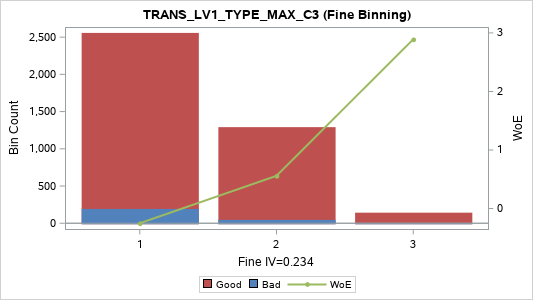 TRANS_LV1_TYPE_MAX_C3 (Fine Binning)
Bin Count
2,500
2,000
1,500
1,000
500
0
3
2
1
0
WoE
1 2 3
Fine IV=0.234
Good Bad WoE